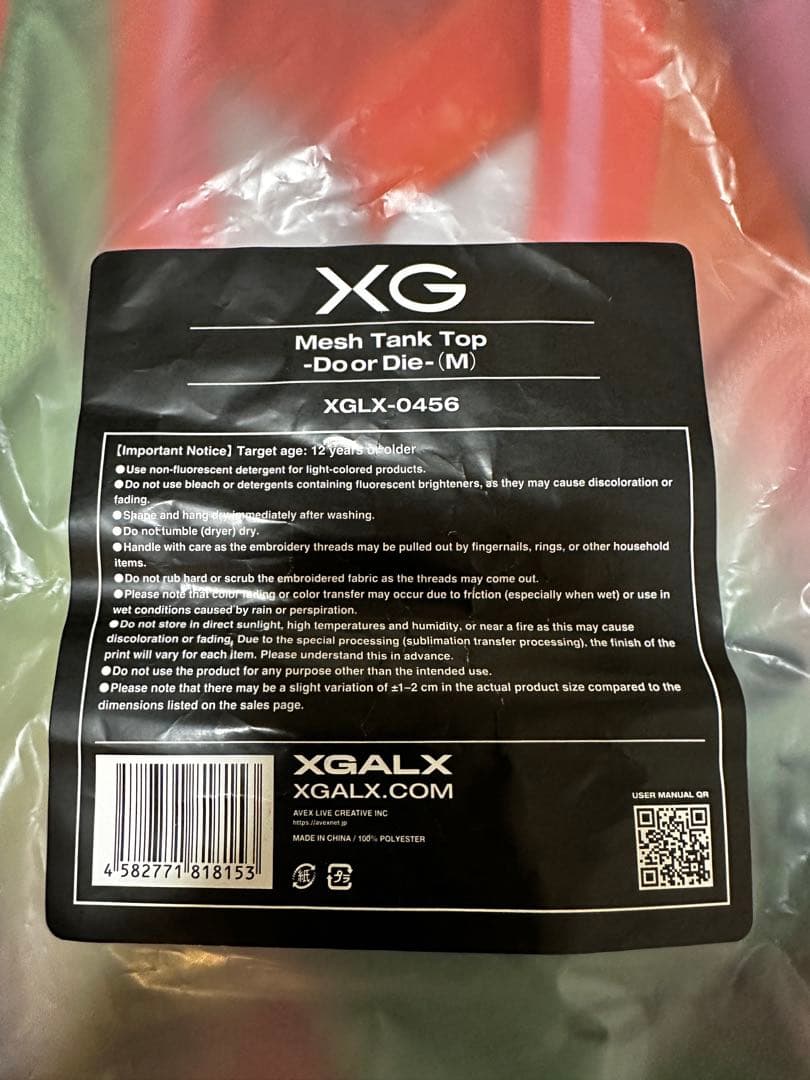 XG
Mesh Tank Top
-Do or Die-(M)
XGLX-0456
【Important Notice】Target age: 12 years or older
●Use non-fluorescent detergent for light-colored products.
●Do not use bleach or detergents containing fluorescent brighteners, as they may cause discoloration or
fading.
●Shape and hang dry immediately after washing.
●Do not tumble (dryer) dry.
●Handle with care as the embroidery threads may be pulled out by fingernails, rings, or other household
items.
●Do not rub hard or scrub the embroidered fabric as the threads may come out.
●Please note that color fading or color transfer may occur due to friction (especially when wet) or use in
wet conditions caused by rain or perspiration.
●Do not store in direct sunlight, high temperatures and humidity, or near a fire as this may cause
discoloration or fading. Due to the special processing (sublimation transfer processing), the finish of the
print will vary for each item. Please understand this in advance.
●Do not use the product for any purpose other than the intended use.
●Please note that there may be a slight variation of ±1–2 cm in the actual product size compared to the
dimensions listed on the sales page.
4 582771 818153
XGALX
XGALX.COM
AVEX LIVE CREATIVE INC
https://avexnet.jp
MADE IN CHINA / 100% POLYESTER
紙 プラ
USER MANUAL QR